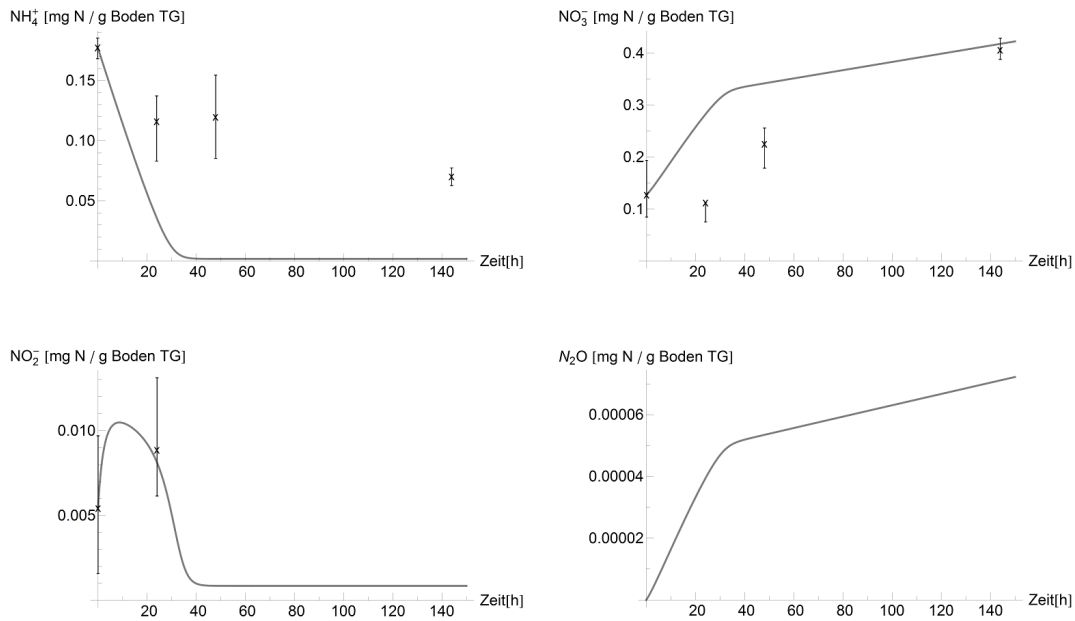 NH₄⁺ [mg N / g Boden TG]
0.15
0.10
0.05
20 40 60 80 100 120 140 Zeit[h]
NO₃⁻ [mg N / g Boden TG]
0.4
0.3
0.2
0.1
20 40 60 80 100 120 140 Zeit[h]
NO₂⁻ [mg N / g Boden TG]
0.010
0.005
20 40 60 80 100 120 140 Zeit[h]
N₂O [mg N / g Boden TG]
0.00006
0.00004
0.00002
20 40 60 80 100 120 140 Zeit[h]